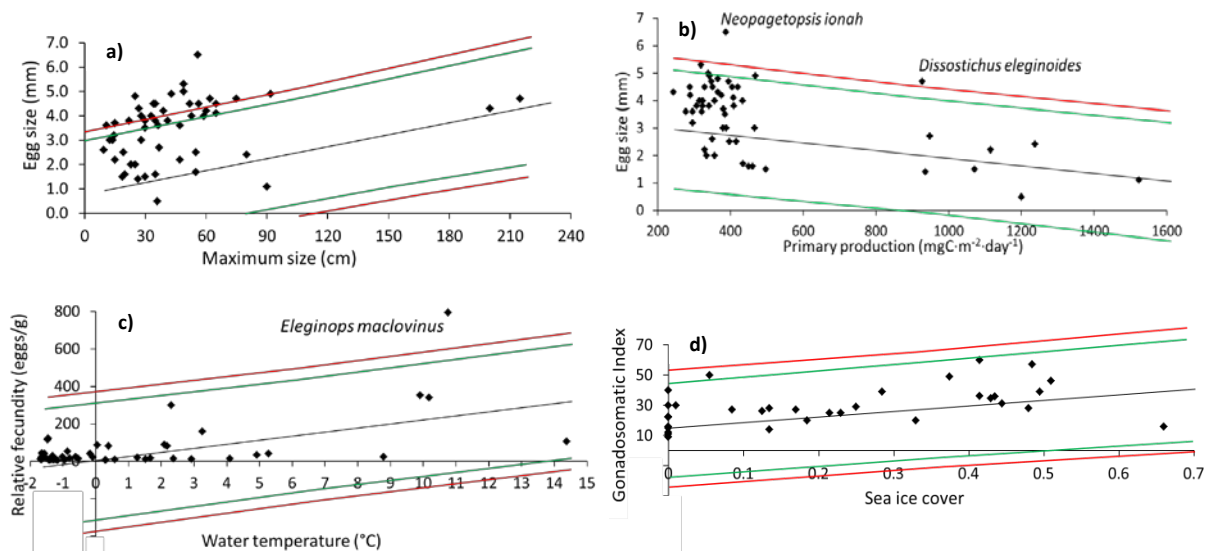 a)
Egg size (mm)
7.0
6.0
5.0
4.0
3.0
2.0
1.0
0.0
0 30 60 90 120 150 180 210 240
Maximum size (cm)
b)
Neopagetopsis ionah
Dissostichus eleginoides
Egg size (mm)
7
6
5
4
3
2
1
0
200 400 600 800 1000 1200 1400 1600
Primary production (mgC·m-2·day-1)
c)
Eleginops maclovinus
Relative fecundity (eggs/g)
800
600
400
200
0
-2 -1 0 1 2 3 4 5 6 7 8 9 10 11 12 13 14 15
Water temperature (°C)
d)
Gonadosomatic Index
70
50
30
10
0 0.1 0.2 0.3 0.4 0.5 0.6 0.7
Sea ice cover